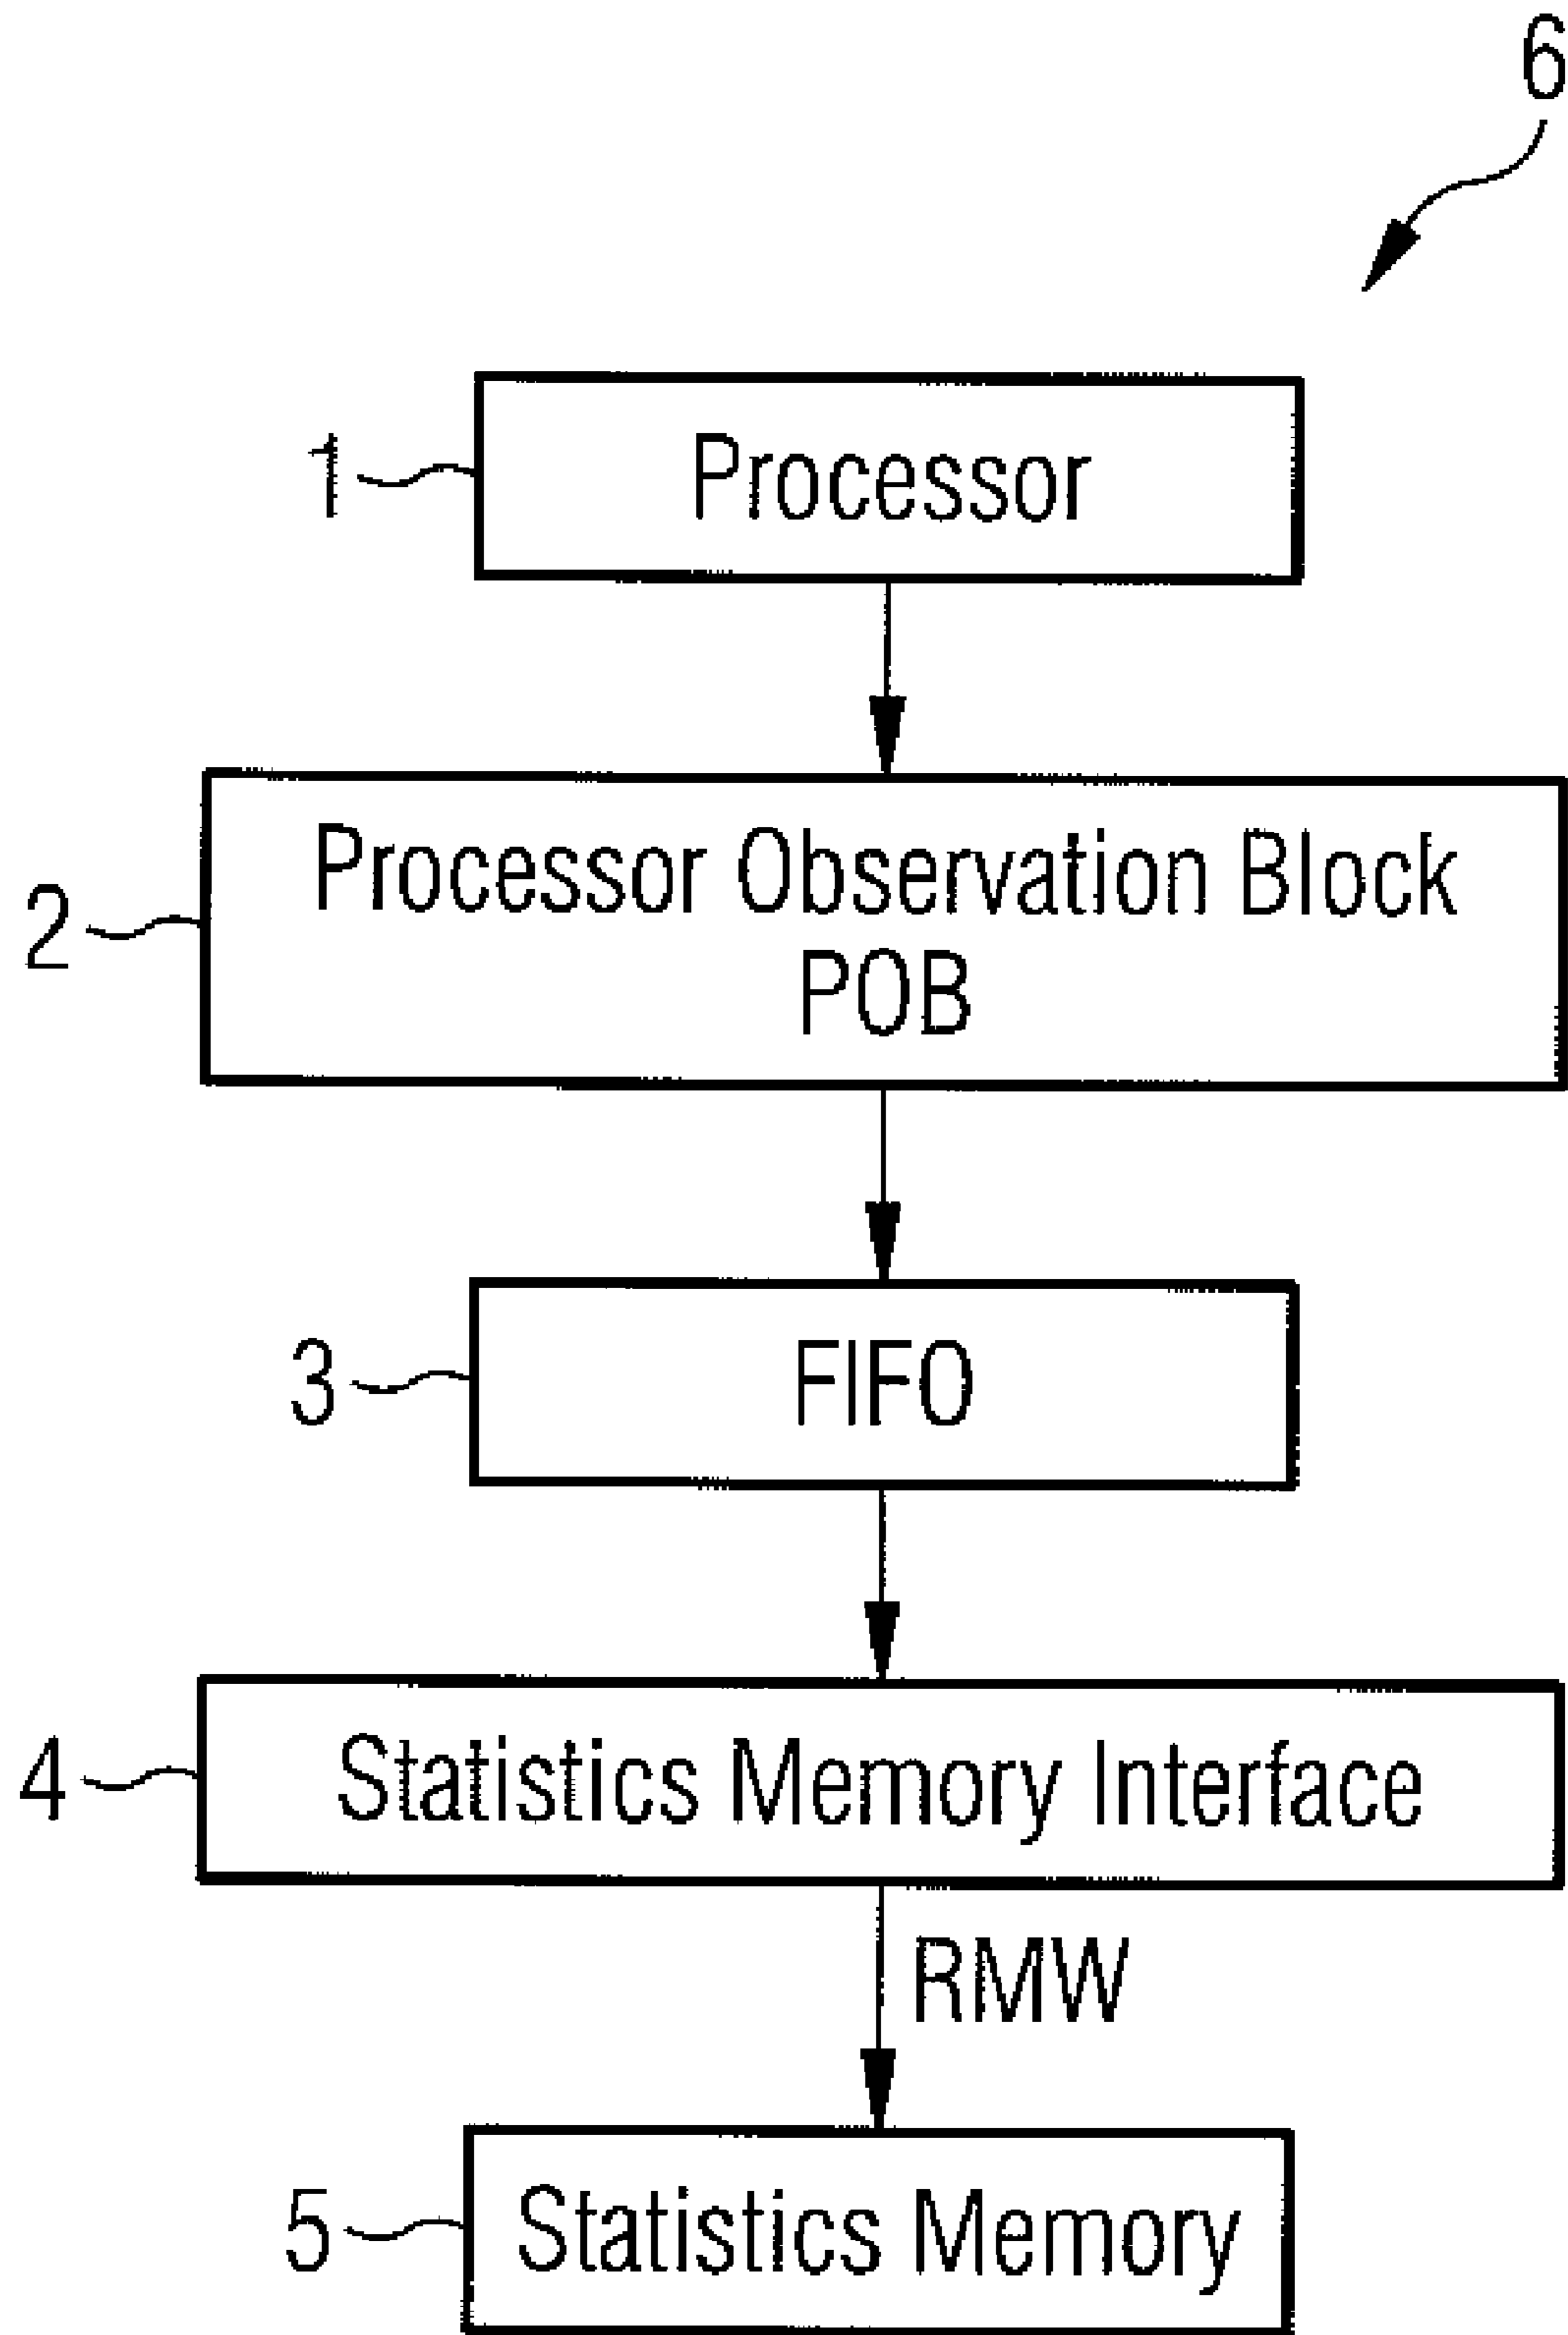 6
1 Processor
2 Processor Observation Block
POB
3 FIFO
4 Statistics Memory Interface
RMW
5 Statistics Memory